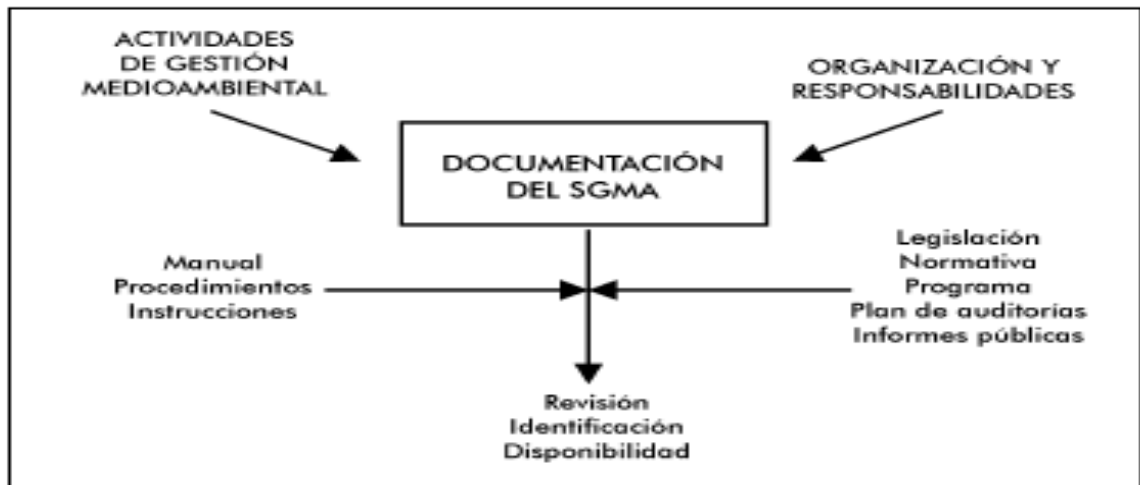 ACTIVIDADES
DE GESTIÓN
MEDIOAMBIENTAL
ORGANIZACIÓN Y
RESPONSABILIDADES
DOCUMENTACIÓN
DEL SGMA
Manual
Procedimientos
Instrucciones
Legislación
Normativa
Programa
Plan de auditorías
Informes públicas
Revisión
Identificación
Disponibilidad